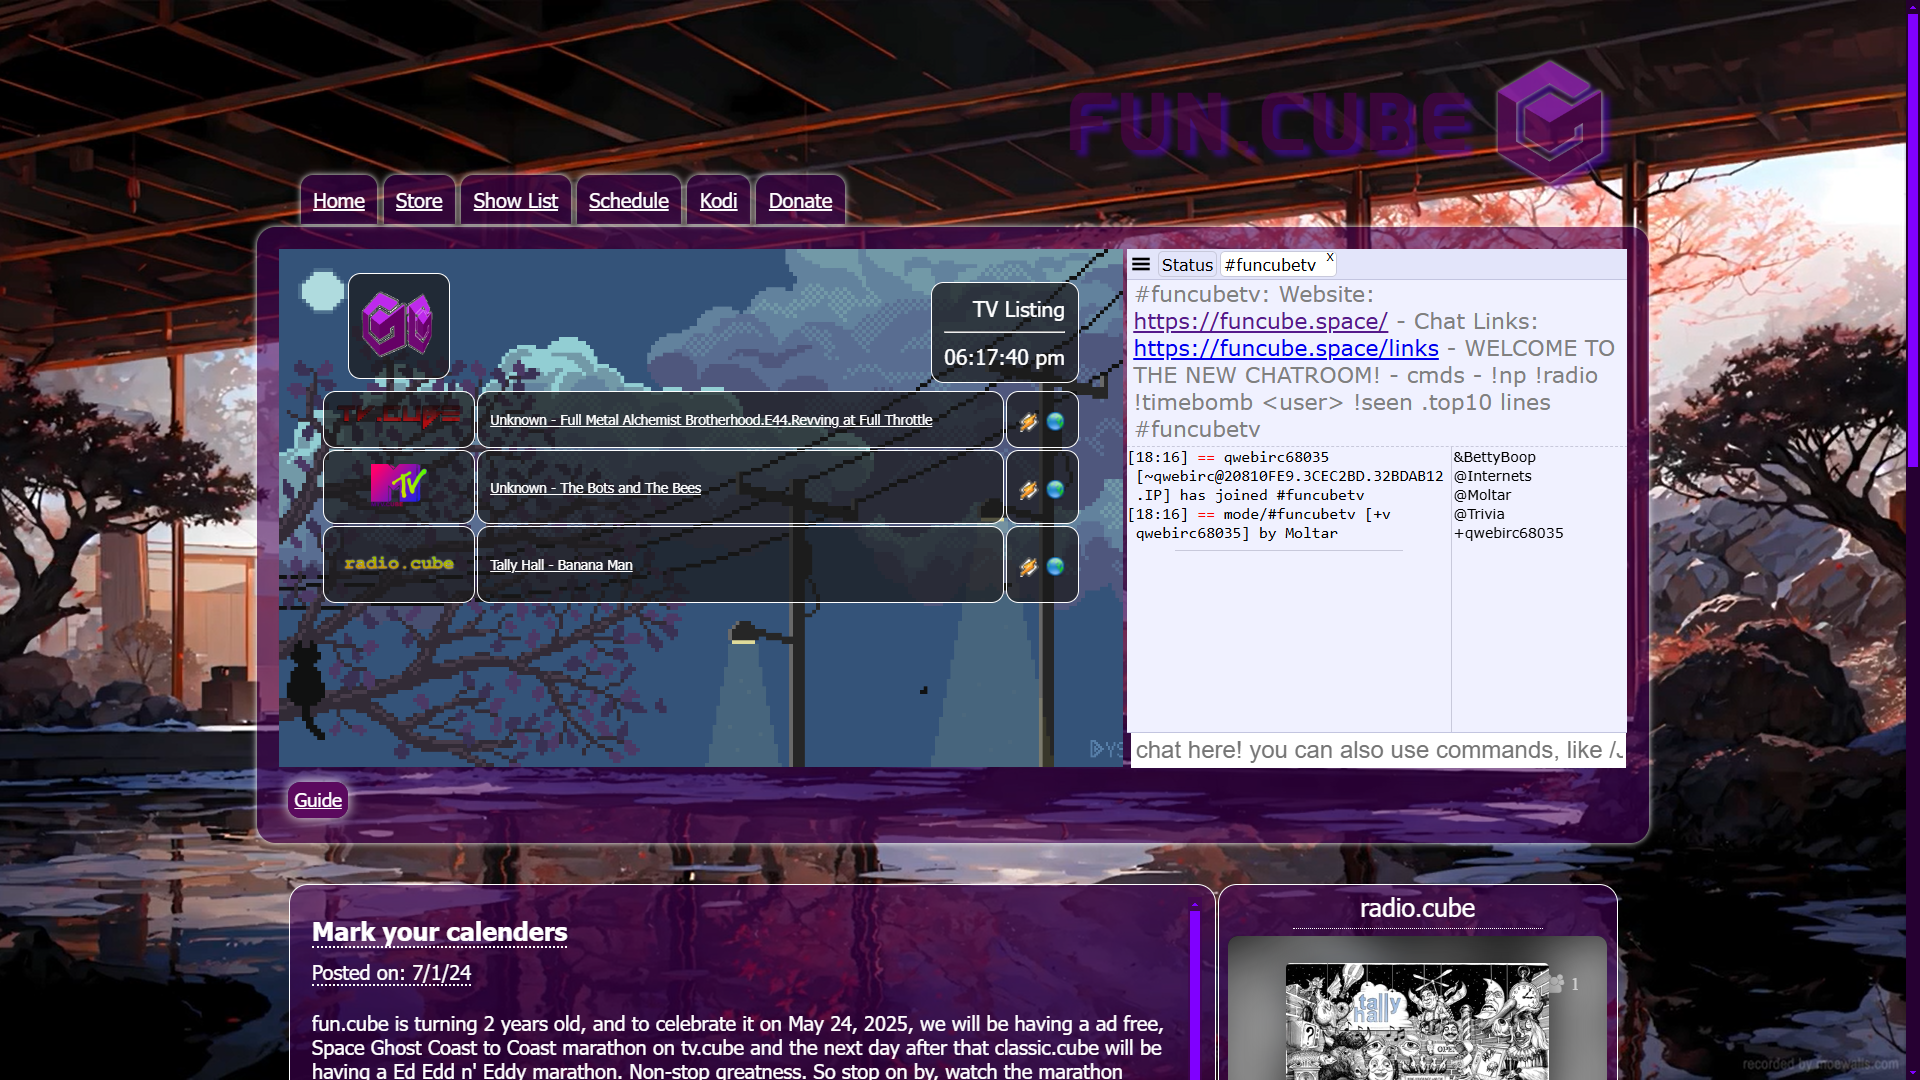 FUN.CUBE
Home Store Show List Schedule Kodi Donate
TV Listing
06:17:40 pm
TV.CUBE
Unknown - Full Metal Alchemist Brotherhood.E44.Revving at Full Throttle
MTV
Unknown - The Bots and The Bees
radio.cube
Tally Hall - Banana Man
Status #funcubetv x
#funcubetv: Website:
https://funcube.space/ - Chat Links:
https://funcube.space/links - WELCOME TO
THE NEW CHATROOM! - cmds - !np !radio
!timebomb <user> !seen .top10 lines
#funcubetv
[18:16] == qwebirc68035
[~qwebirc@20810FE9.3CEC2BD.32BDAB12
.IP] has joined #funcubetv
[18:16] == mode/#funcubetv [+v
qwebirc68035] by Moltar
&BettyBoop
@Internets
@Moltar
@Trivia
+qwebirc68035
chat here! you can also use commands, like /
Guide
Mark your calenders
Posted on: 7/1/24
fun.cube is turning 2 years old, and to celebrate it on May 24, 2025, we will be having a ad free,
Space Ghost Coast to Coast marathon on tv.cube and the next day after that classic.cube will be
having a Ed Edd n' Eddy marathon. Non-stop greatness. So stop on by, watch the marathon
radio.cube
1
tally
hall
OPEN
recorded by moewalls.com